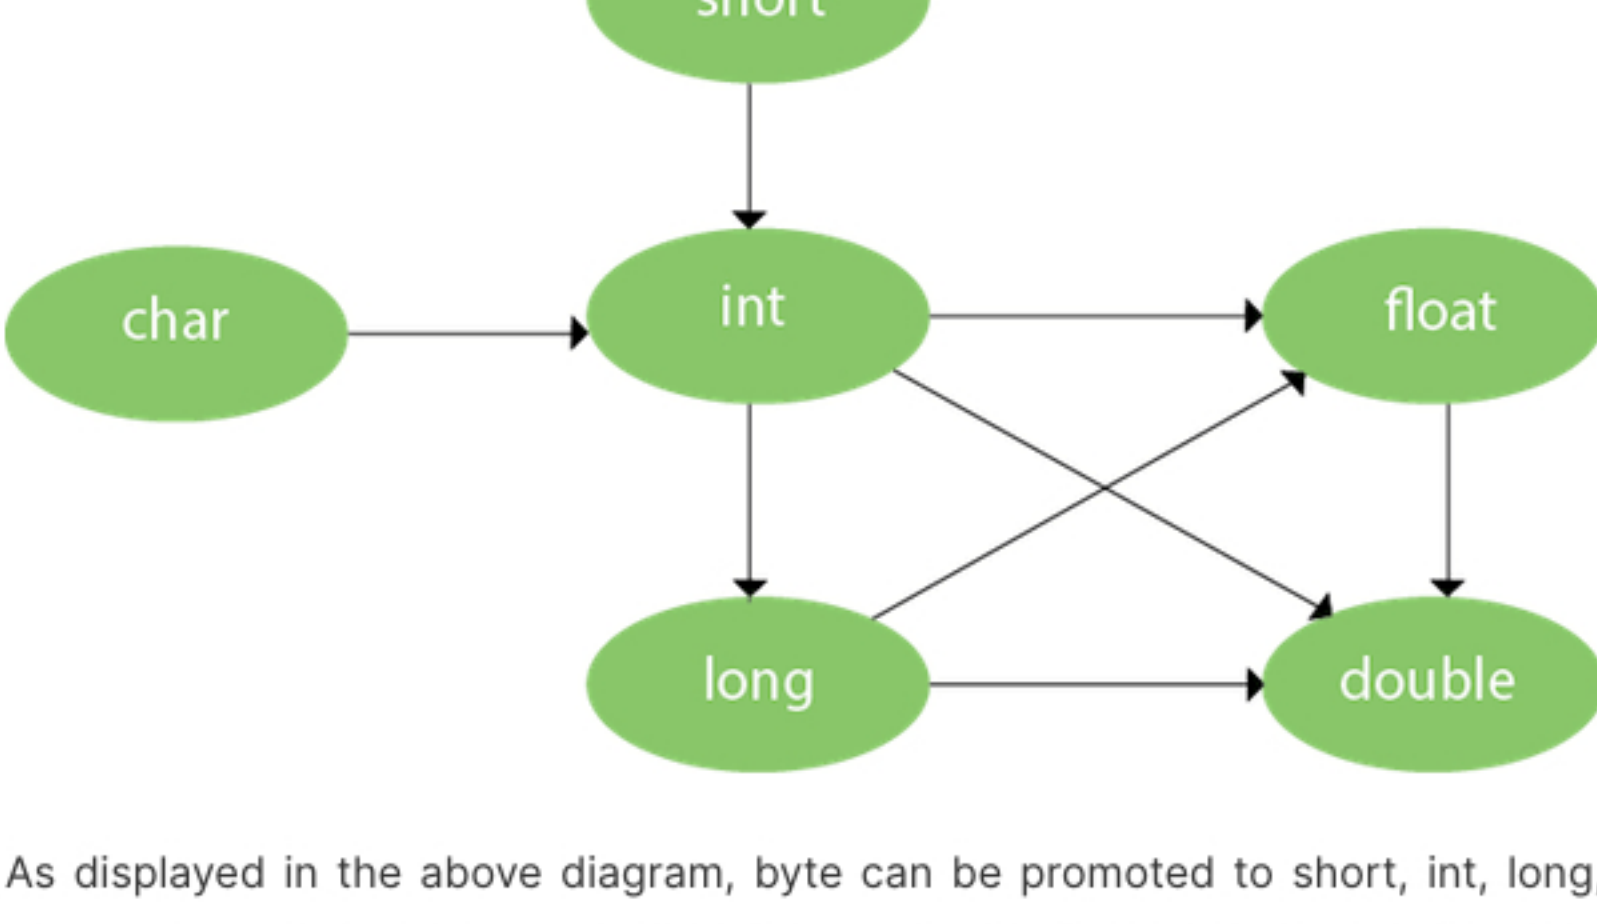 short
char
int
float
long
double
As displayed in the above diagram, byte can be promoted to short, int, long,